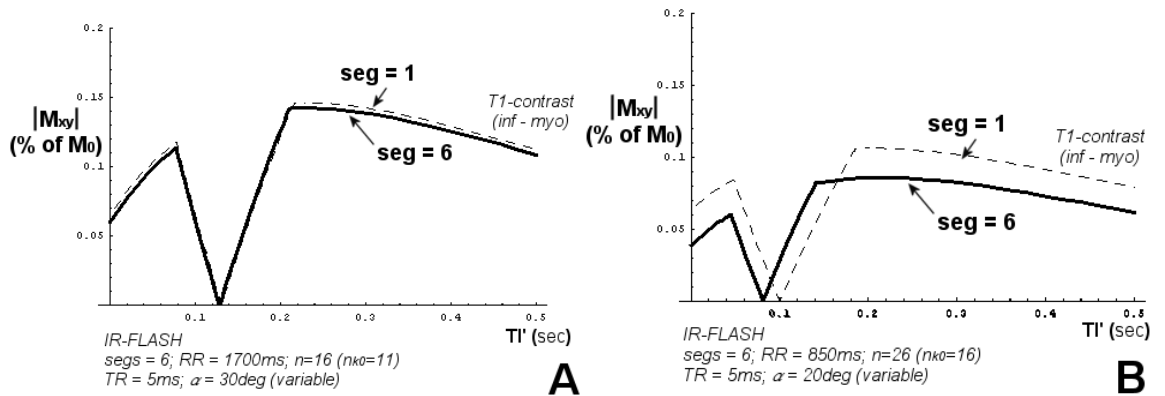 0.2
0.15
0.1
0.05
|Mxy|
(% of M0)
seg = 1
seg = 6
T1-contrast
(inf - myo)
0.1 0.2 0.3 0.4 0.5
TI' (sec)
IR-FLASH
segs = 6; RR = 1700ms; n=16 (nK0=11)
TR = 5ms; α = 30deg (variable)
A
0.2
0.15
0.1
0.05
|Mxy|
(% of M0)
seg = 1
seg = 6
T1-contrast
(inf - myo)
0.1 0.2 0.3 0.4 0.5
TI' (sec)
IR-FLASH
segs = 6; RR = 850ms; n=26 (nK0=16)
TR = 5ms; α = 20deg (variable)
B